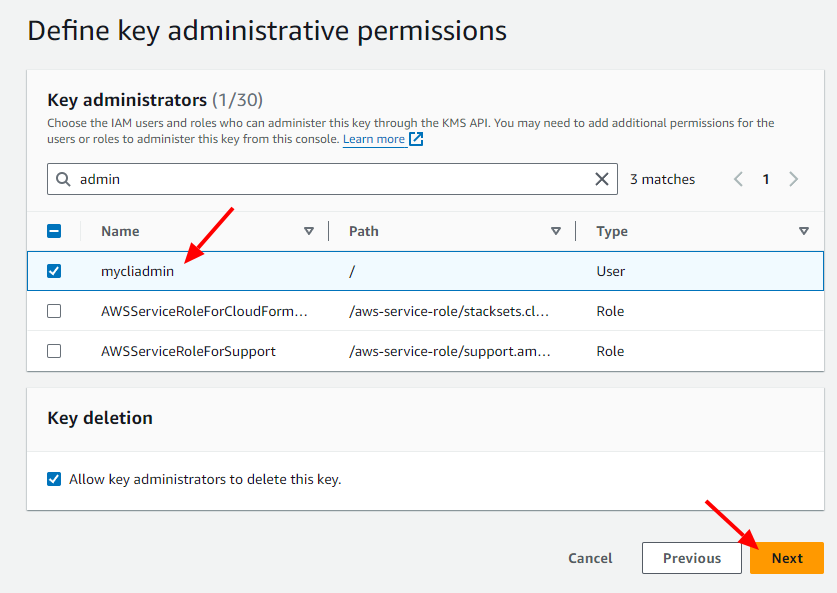 Define key administrative permissions
Key administrators (1/30)
Choose the IAM users and roles who can administer this key through the KMS API. You may need to add additional permissions for the
users or roles to administer this key from this console. Learn more
admin 3 matches 1
Name Path Type
mycliadmin / User
AWSServiceRoleForCloudForm... /aws-service-role/stacksets.cl... Role
AWSServiceRoleForSupport /aws-service-role/support.am... Role
Key deletion
Allow key administrators to delete this key.
Cancel Previous Next